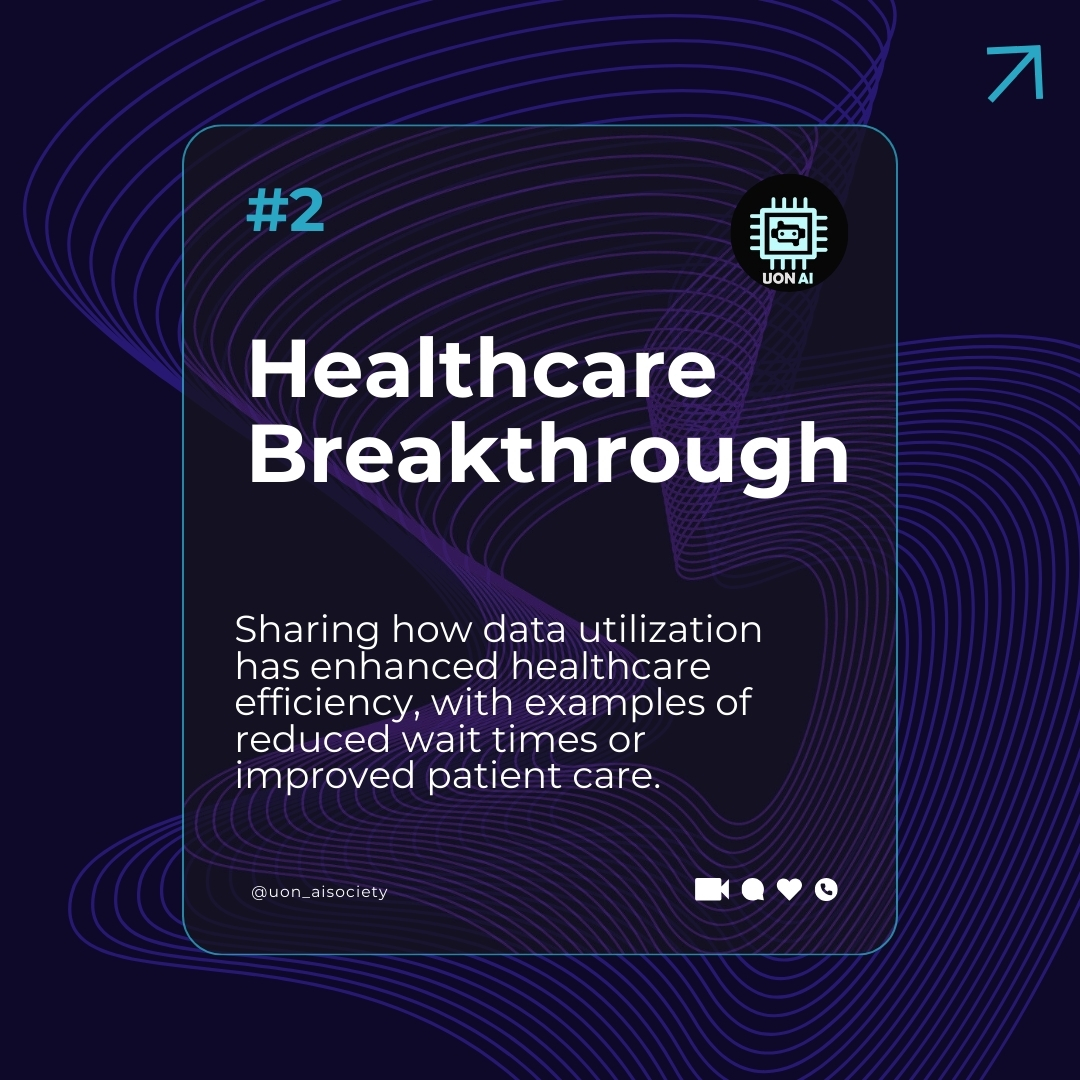 #2
UON AI
Healthcare
Breakthrough
Sharing how data utilization
has enhanced healthcare
efficiency, with examples of
reduced wait times or
improved patient care.
@uon_aisociety